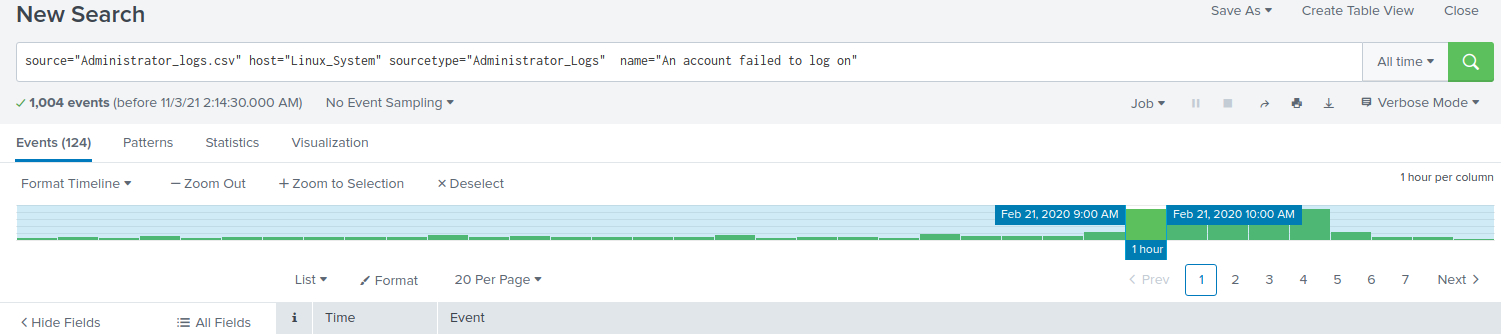 New Search
Save As Create Table View Close
source="Administrator_logs.csv" host="Linux_System" sourcetype="Administrator_Logs"  name="An account failed to log on"
All time
1,004 events (before 11/3/21 2:14:30.000 AM) No Event Sampling
Job Verbose Mode
Events (124) Patterns Statistics Visualization
Format Timeline — Zoom Out + Zoom to Selection × Deselect
1 hour per column
Feb 21, 2020 9:00 AM Feb 21, 2020 10:00 AM
1 hour
List Format 20 Per Page
< Prev 1 2 3 4 5 6 7 Next >
< Hide Fields All Fields
i Time Event